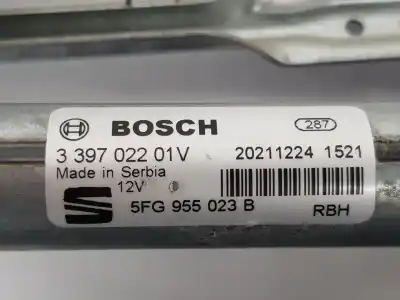 BOSCH 287
3 397 022 01V 20211224 1521
Made in Serbia
12V
5FG 955 023 B RBH